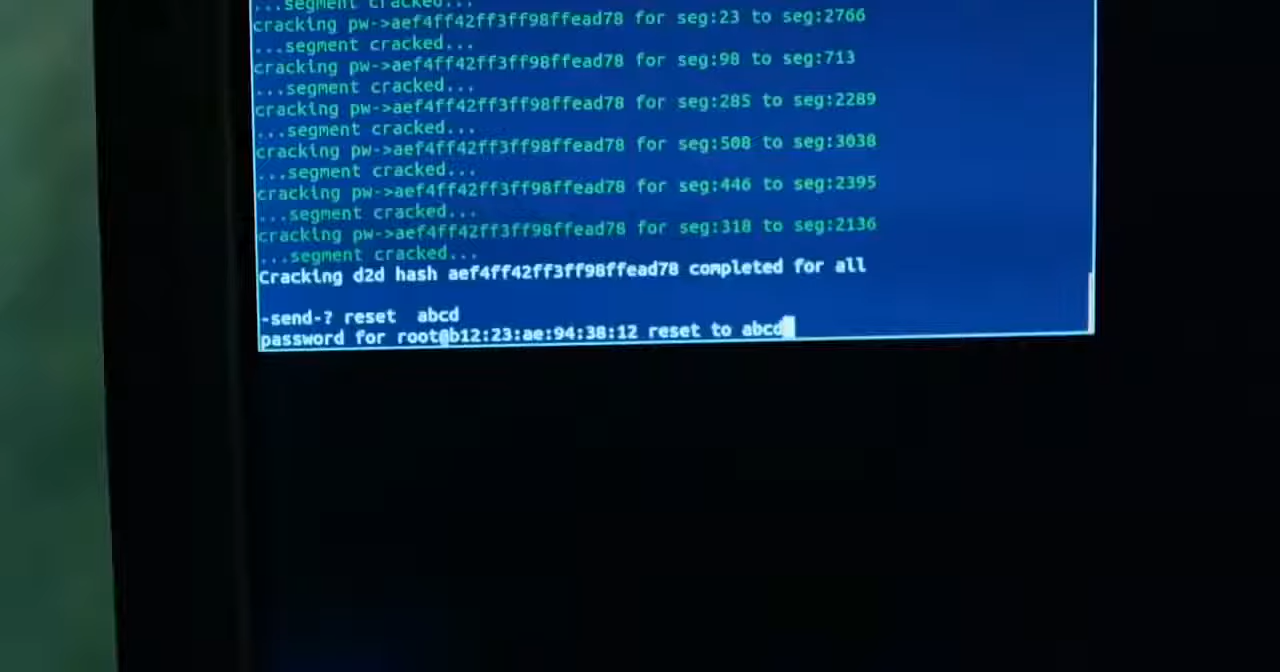 ...segment cracked...
cracking pw->aef4ff42ff3ff98ffead78 for seg:23 to seg:2766
...segment cracked...
cracking pw->aef4ff42ff3ff98ffead78 for seg:98 to seg:713
...segment cracked...
cracking pw->aef4ff42ff3ff98ffead78 for seg:285 to seg:2289
...segment cracked...
cracking pw->aef4ff42ff3ff98ffead78 for seg:508 to seg:3038
...segment cracked...
cracking pw->aef4ff42ff3ff98ffead78 for seg:446 to seg:2395
...segment cracked...
cracking pw->aef4ff42ff3ff98ffead78 for seg:318 to seg:2136
...segment cracked...
Cracking d2d hash aef4ff42ff3ff98ffead78 completed for all
-send-? reset  abcd
password for root@b12:23:ae:94:38:12 reset to abcd